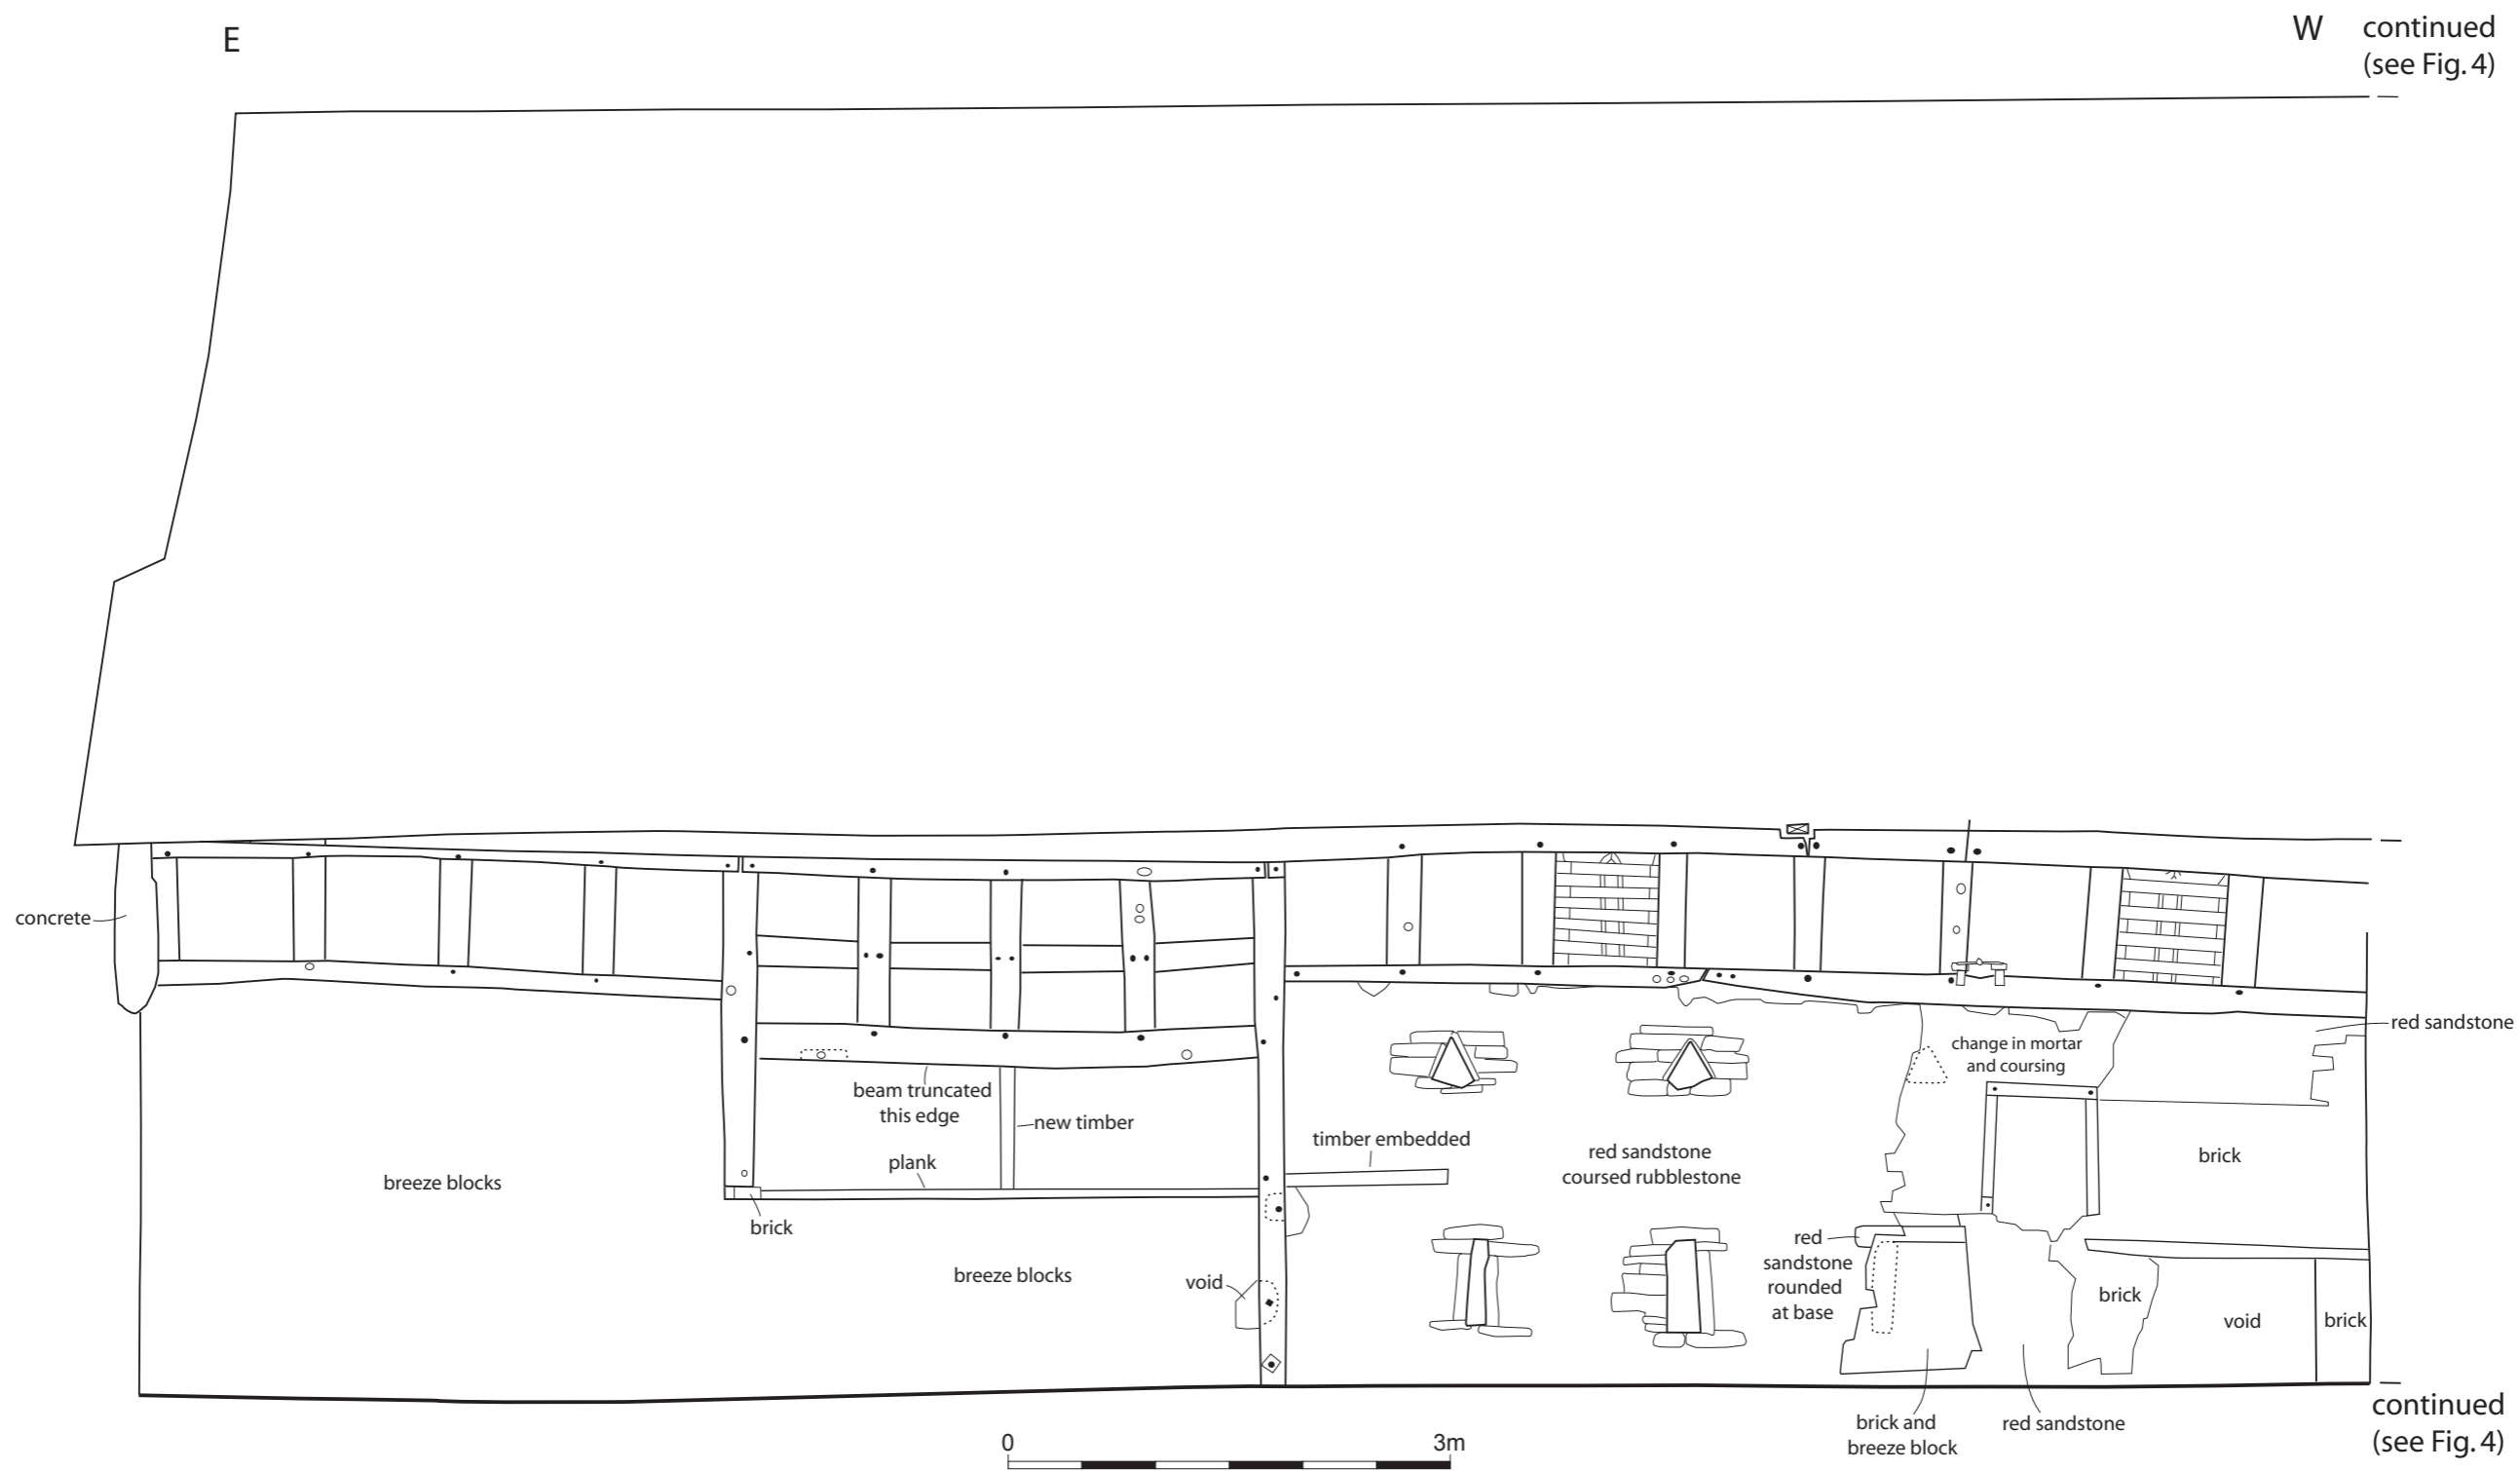 E
W
continued
(see Fig. 4)
concrete
red sandstone
change in mortar
and coursing
beam truncated
this edge
new timber
timber embedded
red sandstone
coursed rubblestone
brick
plank
breeze blocks
brick
red
sandstone
rounded
at base
breeze blocks
void
brick
void
brick
continued
(see Fig. 4)
brick and
breeze block
red sandstone
0
3m